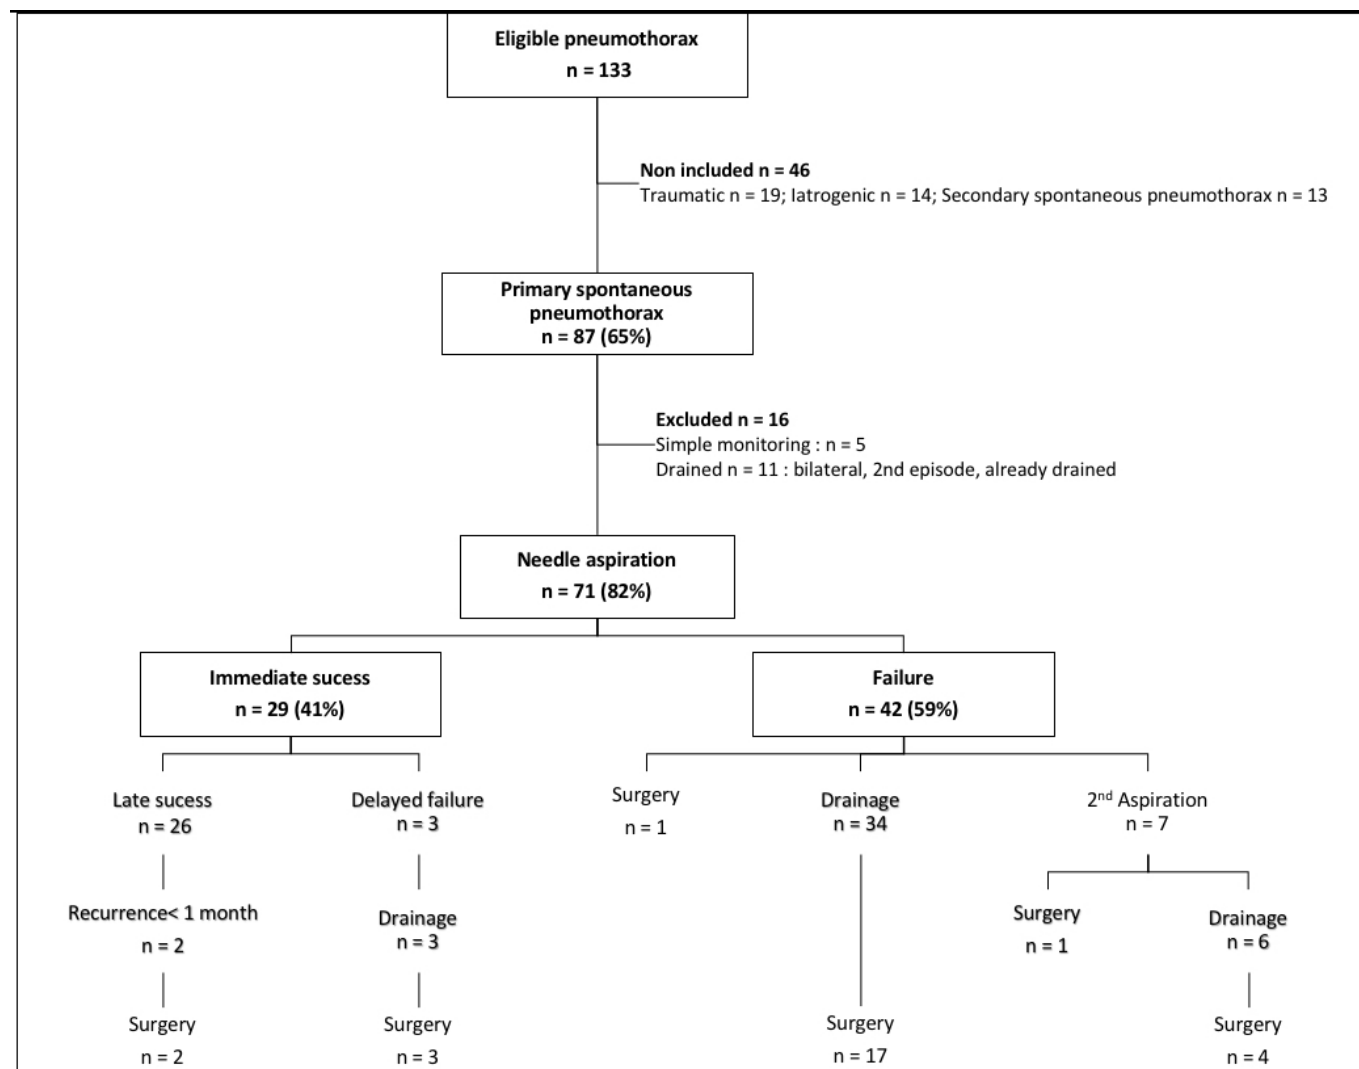 Eligible pneumothorax
n = 133
Non included n = 46
Traumatic n = 19; Iatrogenic n = 14; Secondary spontaneous pneumothorax n = 13
Primary spontaneous
pneumothorax
n = 87 (65%)
Excluded n = 16
Simple monitoring : n = 5
Drained n = 11 : bilateral, 2nd episode, already drained
Needle aspiration
n = 71 (82%)
Immediate sucess
n = 29 (41%)
Failure
n = 42 (59%)
Late sucess
n = 26
Delayed failure
n = 3
Surgery
n = 1
Drainage
n = 34
2nd Aspiration
n = 7
Recurrence< 1 month
n = 2
Drainage
n = 3
Surgery
n = 1
Drainage
n = 6
Surgery
n = 2
Surgery
n = 3
Surgery
n = 17
Surgery
n = 4